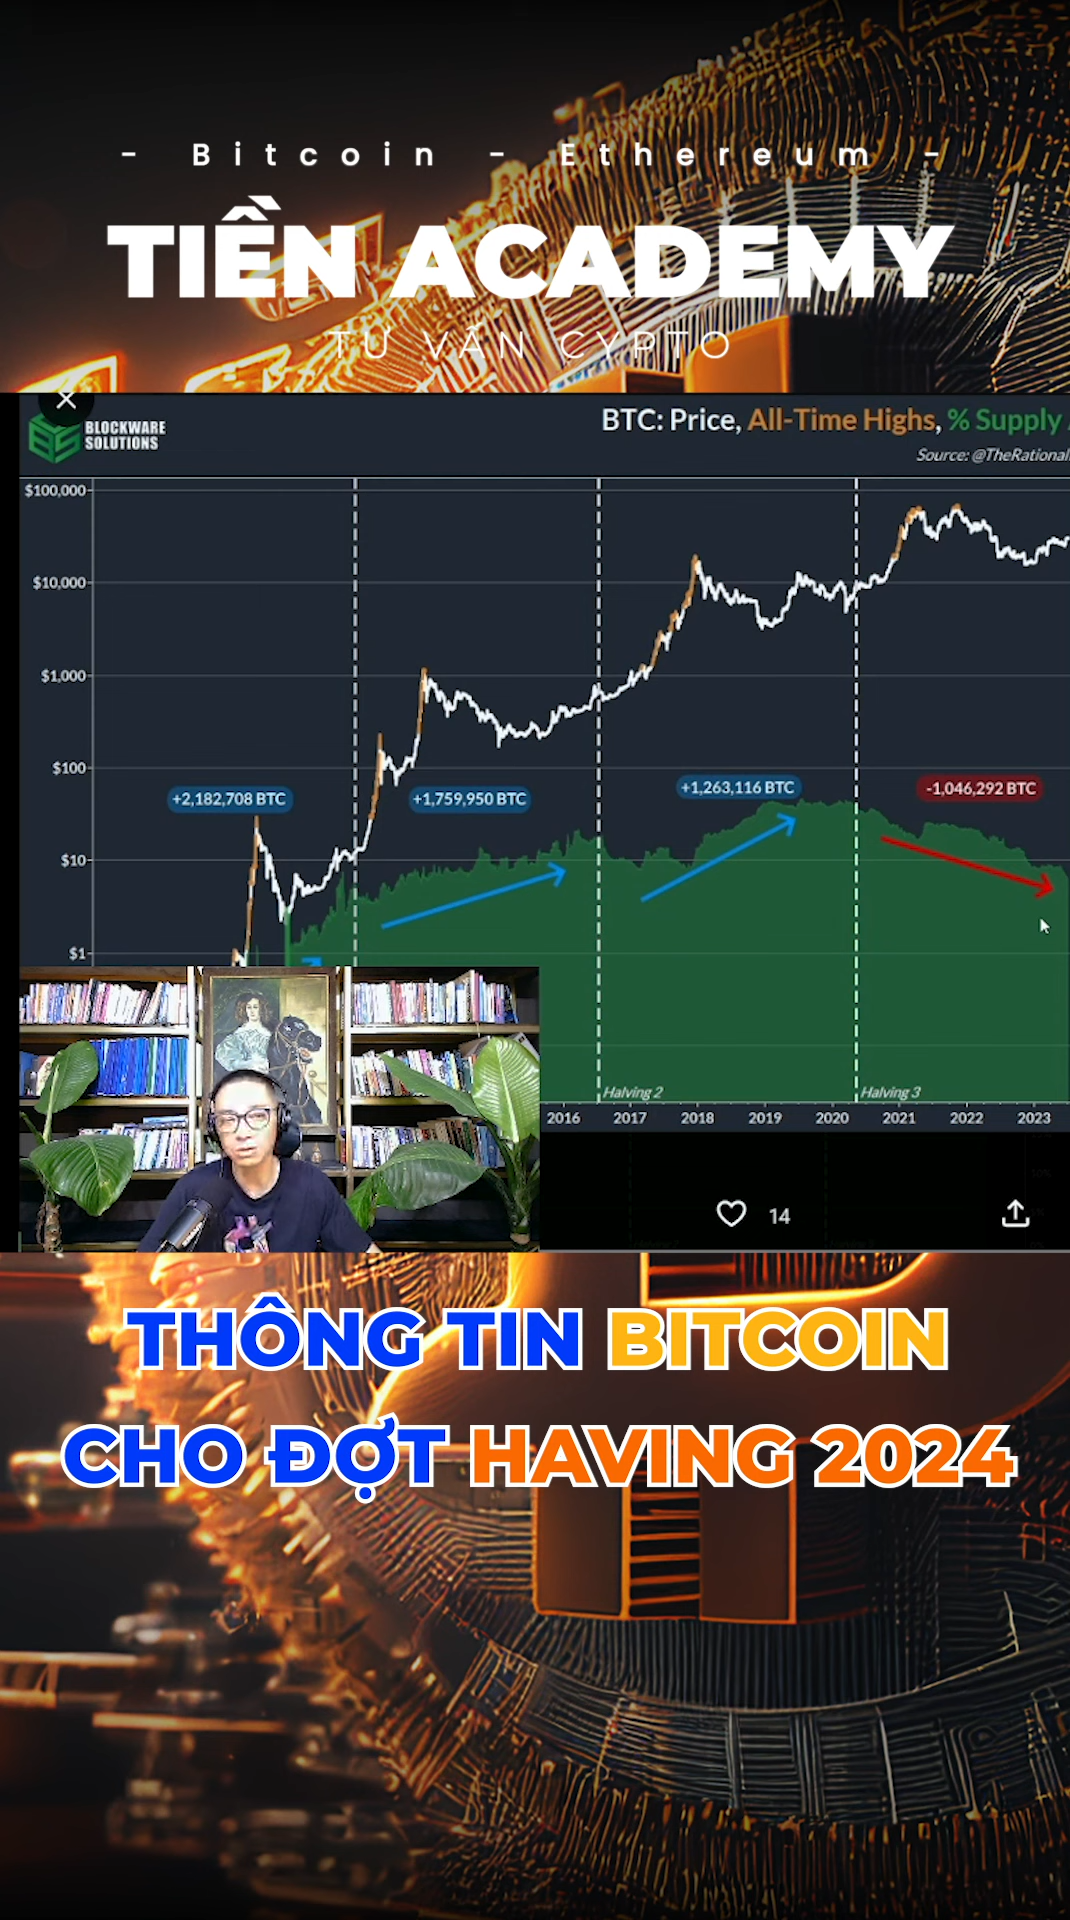 - Bitcoin - Ethereum -
TIỀN ACADEMY
TƯ VẤN CYPTO
BLOCKWARE
SOLUTIONS
BTC: Price, All-Time Highs, % Supply
Source: @TheRational
$100,000
$10,000
$1,000
$100
+2,182,708 BTC
+1,759,950 BTC
+1,263,116 BTC
-1,046,292 BTC
$10
$1
Halving 2
Halving 3
2016 2017 2018 2019 2020 2021 2022 2023
14
THÔNG TIN BITCOIN
CHO ĐỢT HAVING 2024